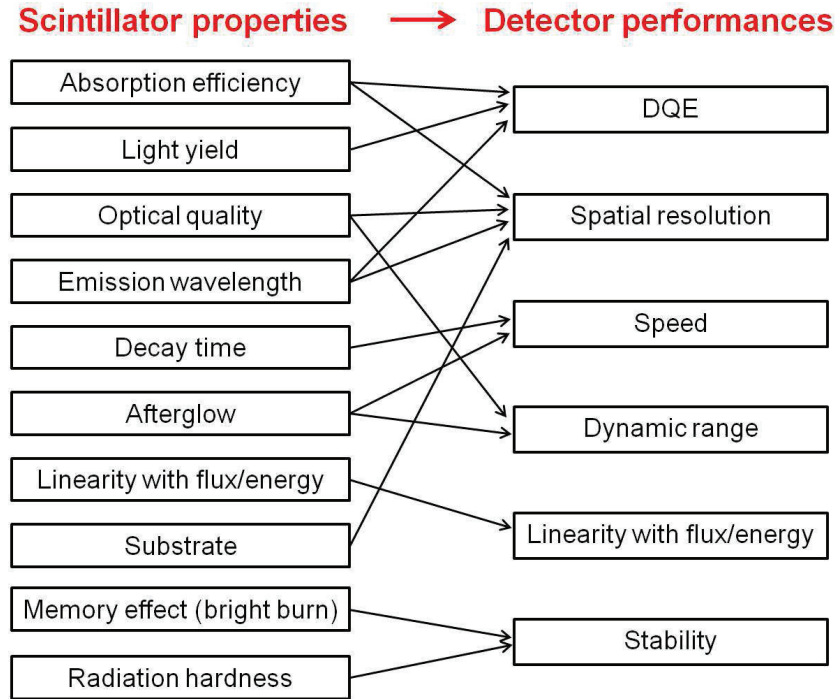 Scintillator properties → Detector performances
Absorption efficiency
Light yield
Optical quality
Emission wavelength
Decay time
Afterglow
Linearity with flux/energy
Substrate
Memory effect (bright burn)
Radiation hardness
DQE
Spatial resolution
Speed
Dynamic range
Linearity with flux/energy
Stability